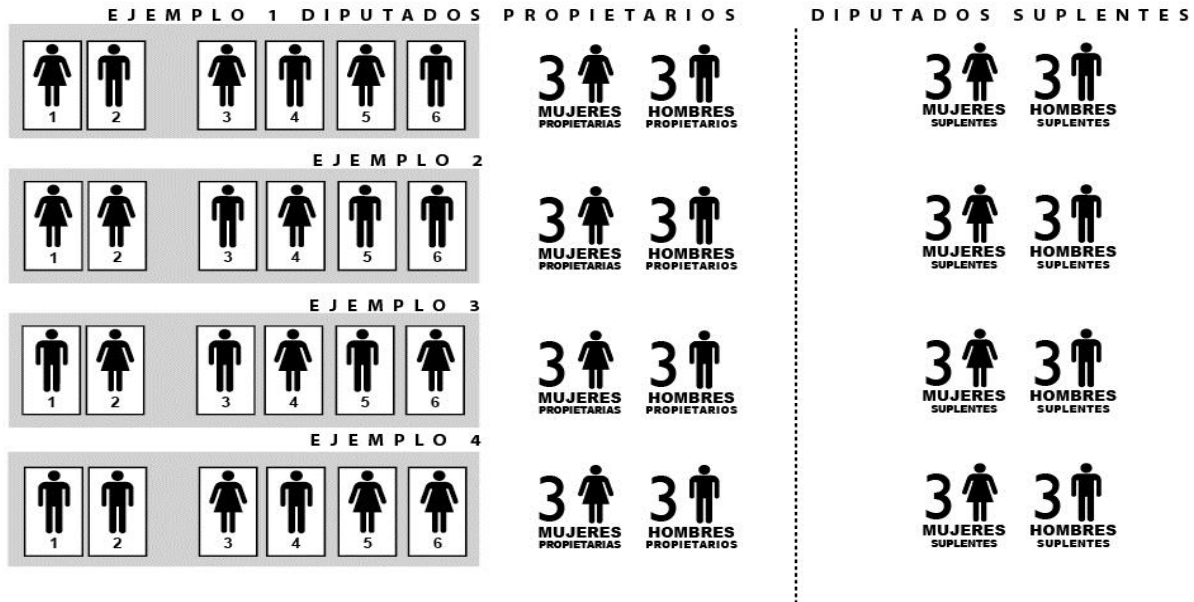 EJEMPLO 1 DIPUTADOS PROPIETARIOS DIPUTADOS SUPLENTES
1 2 3 4 5 6
3 3 3 3
MUJERES HOMBRES MUJERES HOMBRES
PROPIETARIAS PROPIETARIOS SUPLENTES SUPLENTES
EJEMPLO 2
1 2 3 4 5 6
3 3 3 3
MUJERES HOMBRES MUJERES HOMBRES
PROPIETARIAS PROPIETARIOS SUPLENTES SUPLENTES
EJEMPLO 3
1 2 3 4 5 6
3 3 3 3
MUJERES HOMBRES MUJERES HOMBRES
PROPIETARIAS PROPIETARIOS SUPLENTES SUPLENTES
EJEMPLO 4
1 2 3 4 5 6
3 3 3 3
MUJERES HOMBRES MUJERES HOMBRES
PROPIETARIAS PROPIETARIOS SUPLENTES SUPLENTES